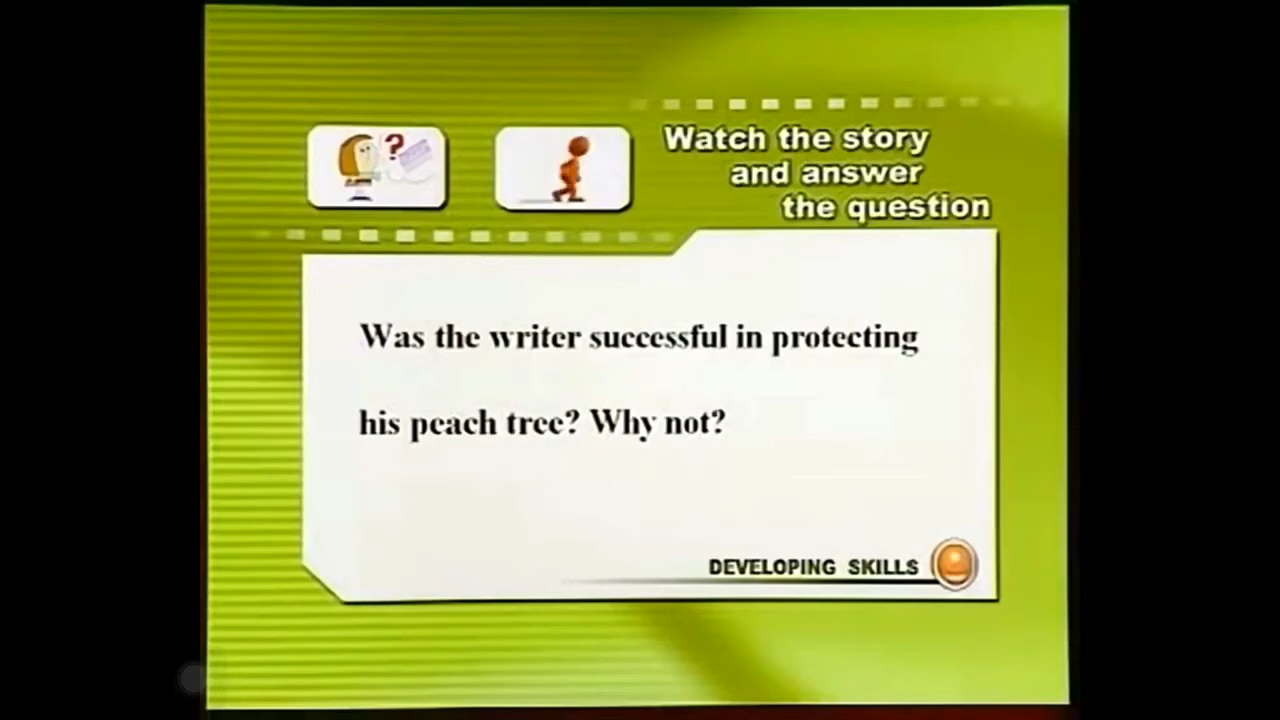 Watch the story
and answer
the question
?
Was the writer successful in protecting
his peach tree? Why not?
DEVELOPING SKILLS